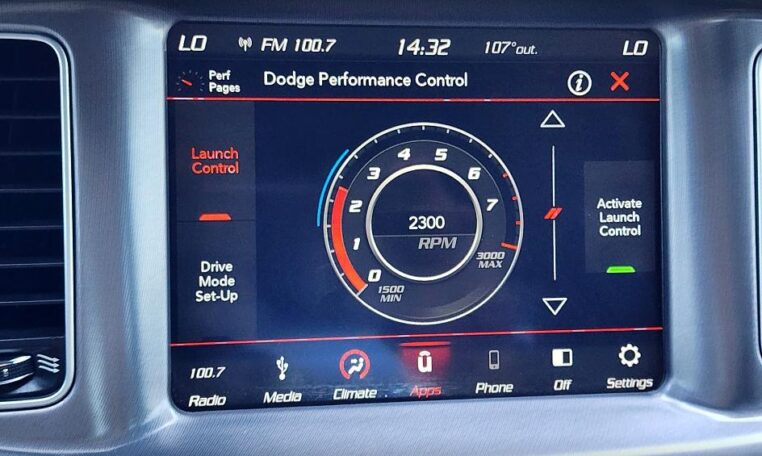 LO FM 100.7 14:32 107°out. LO
Perf
Pages
Dodge Performance Control
Launch
Control
Drive
Mode
Set-Up
0 1 2 3 4 5 6 7
2300
RPM
1500
MIN
3000
MAX
Activate
Launch
Control
100.7
Radio Media Climate Apps Phone Off Settings